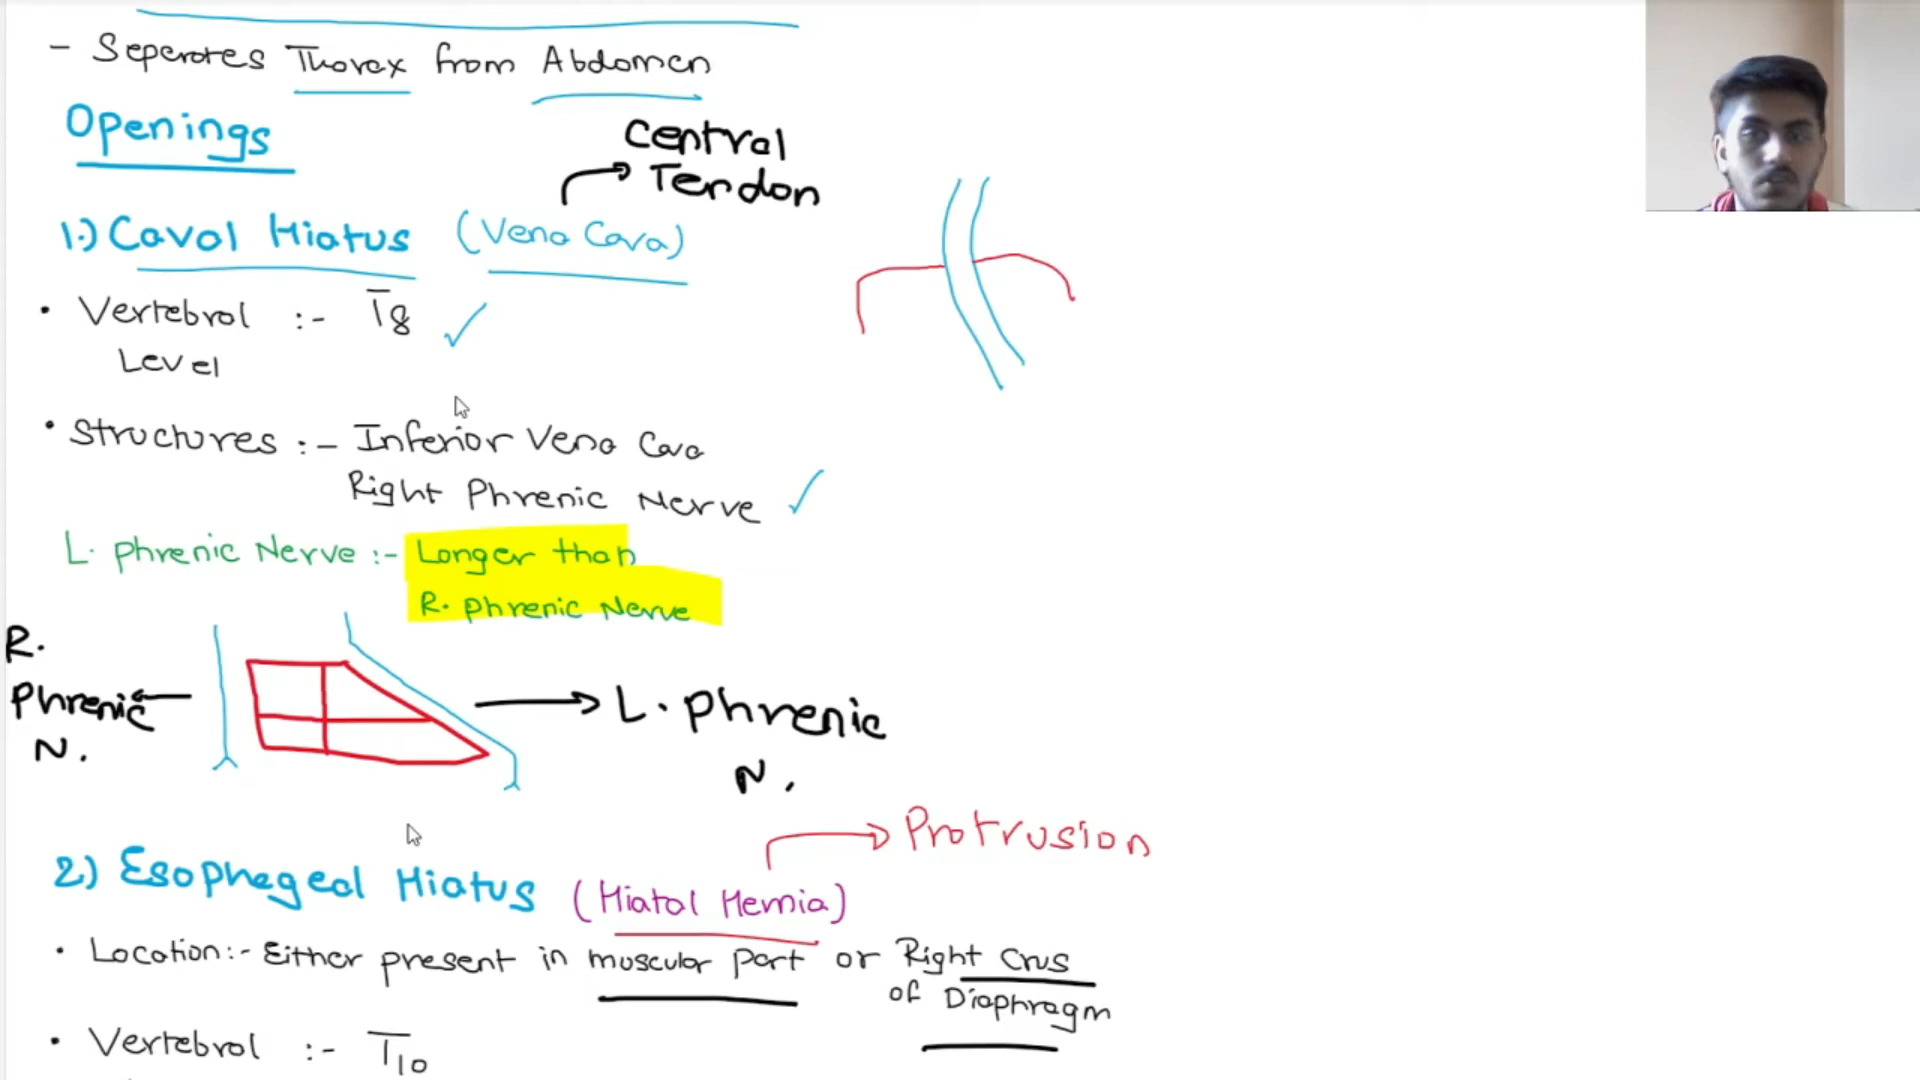 - Seperates Thorax from Abdomen
Openings
Central
Tendon
1.) Caval Hiatus (Vena Cava)
• Vertebral :- T8
Level
• Structures :- Inferior Vena Cava
Right Phrenic Nerve
L. Phrenic Nerve :- Longer than
R. Phrenic Nerve
R.
Phrenic
N.
L. Phrenic
N.
Protrusion
2) Esophageal Hiatus (Hiatal Hernia)
• Location :- Either present in muscular part or Right Crus
of Diaphragm
• Vertebral :- T10